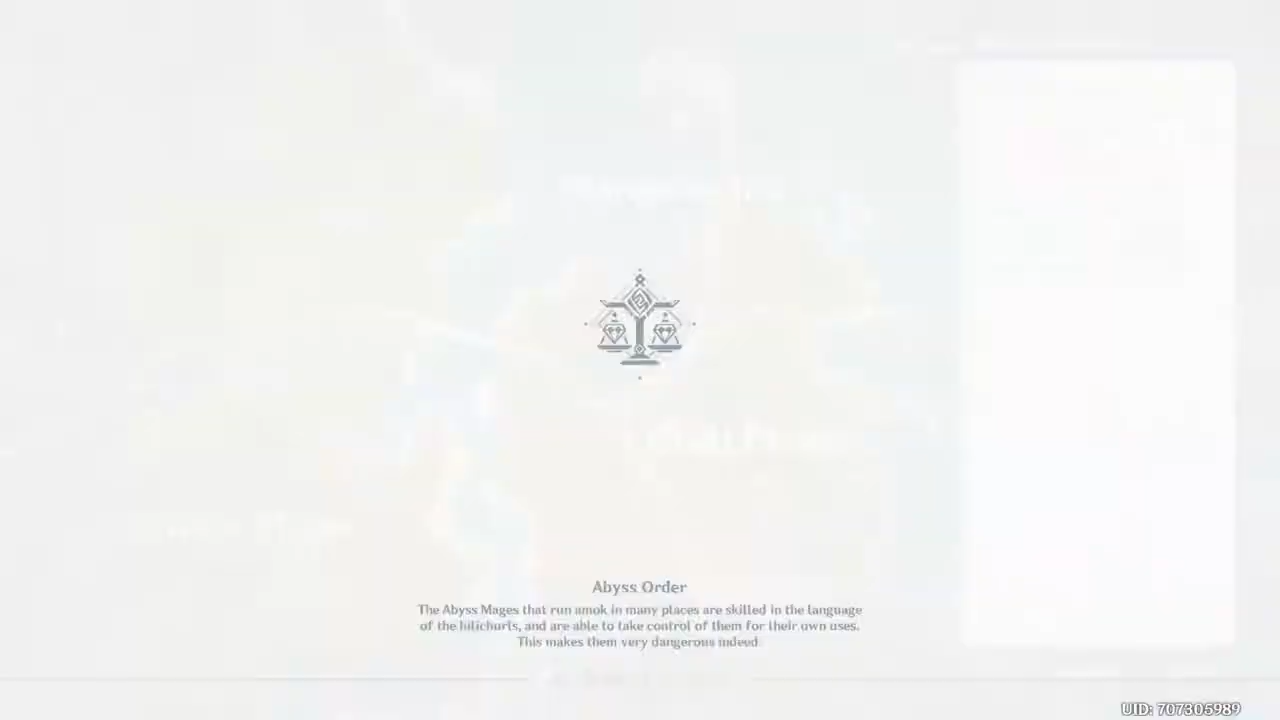 Abyss Order
The Abyss Mages that run amok in many places are skilled in the language
of the hilichurls, and are able to take control of them for their own uses.
This makes them very dangerous indeed.
UID: 707305989